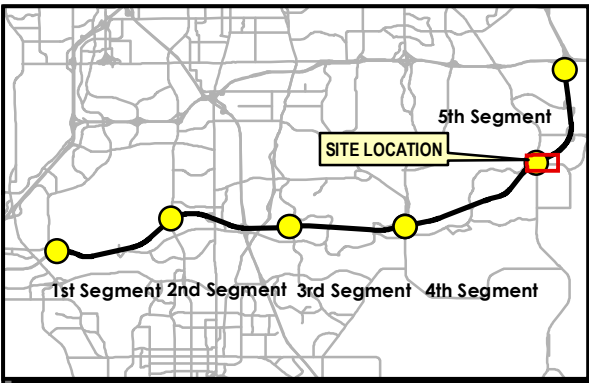 5th Segment
SITE LOCATION
1st Segment 2nd Segment 3rd Segment 4th Segment